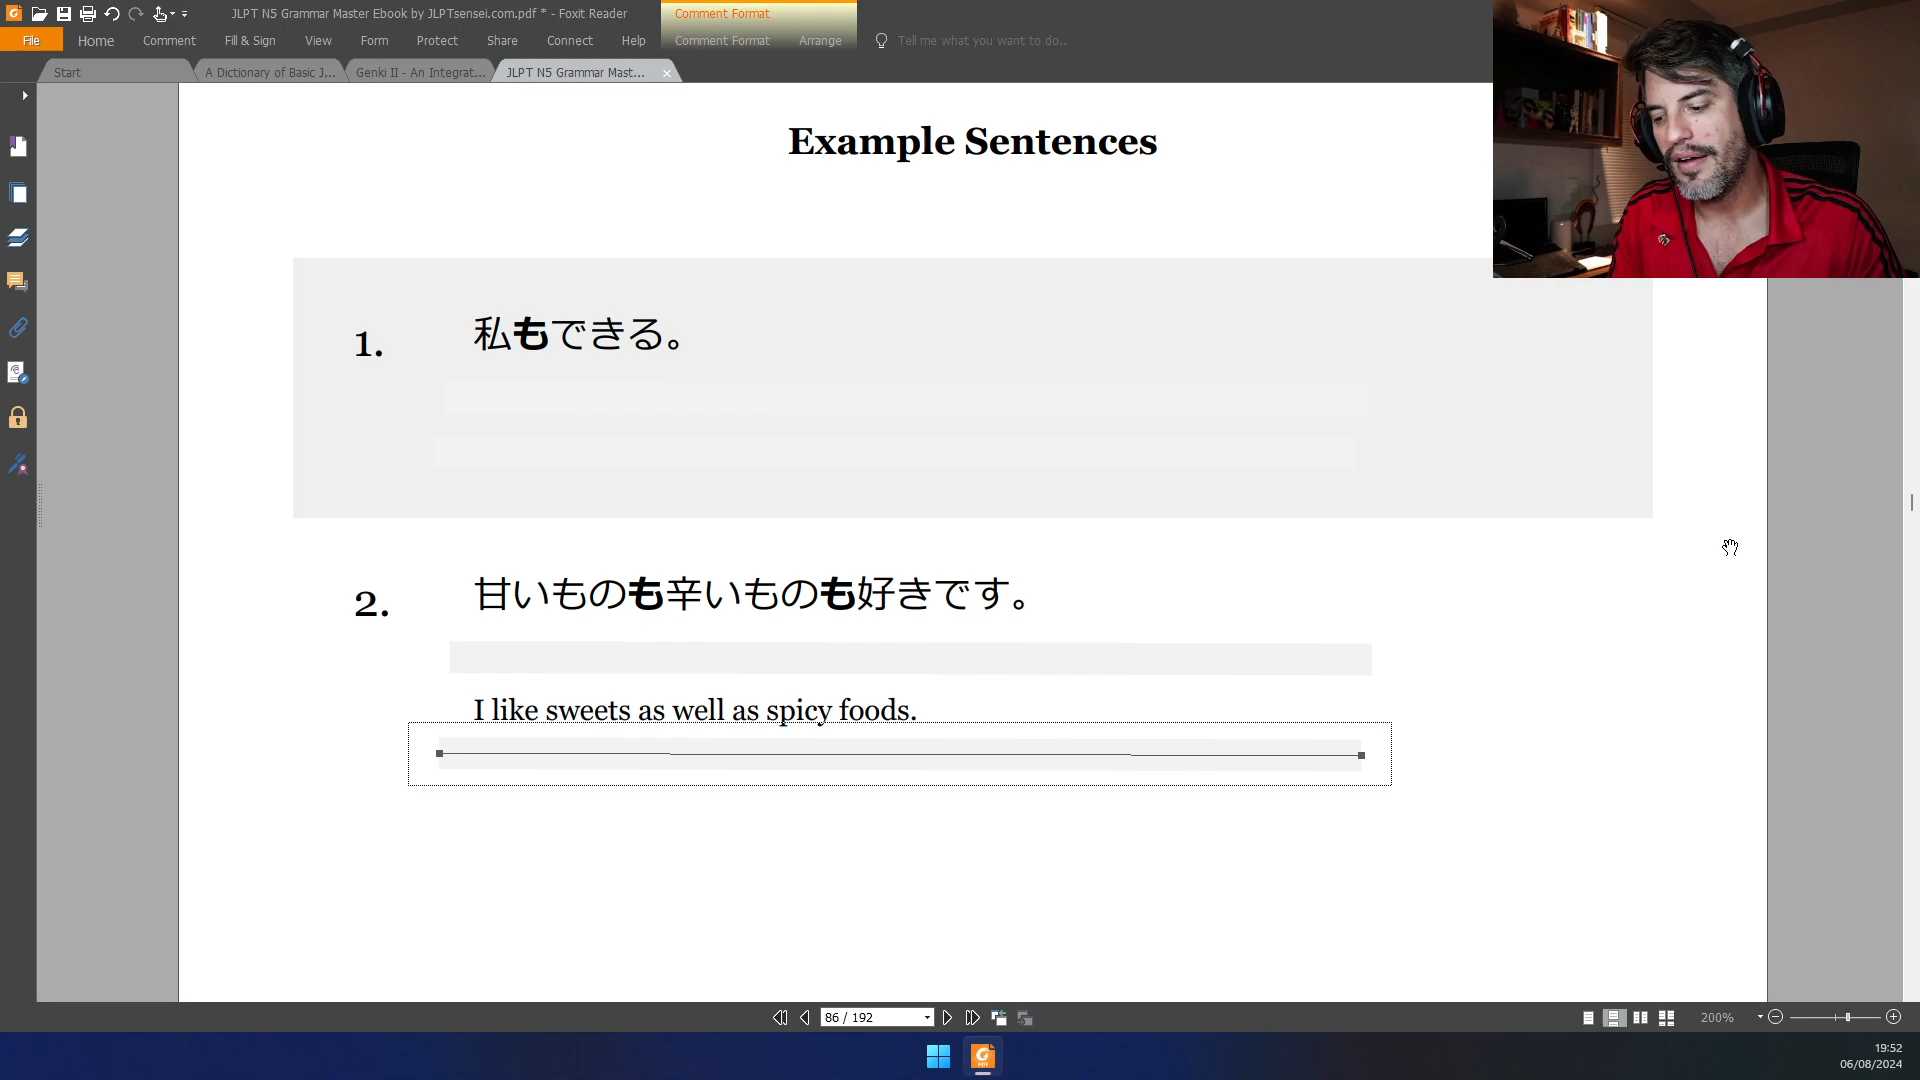 JLPT N5 Grammar Master Ebook by JLPTsensei.com.pdf * - Foxit Reader
Comment Format
File
Home
Comment
Fill & Sign
View
Form
Protect
Share
Connect
Help
Comment Format
Arrange
Tell me what you want to do..
Start
A Dictionary of Basic J...
Genki II - An Integrat...
JLPT N5 Grammar Mast...
Example Sentences
1. 私もできる。
2. 甘いものも辛いものも好きです。
I like sweets as well as spicy foods.
86 / 192
200%
19:52
06/08/2024